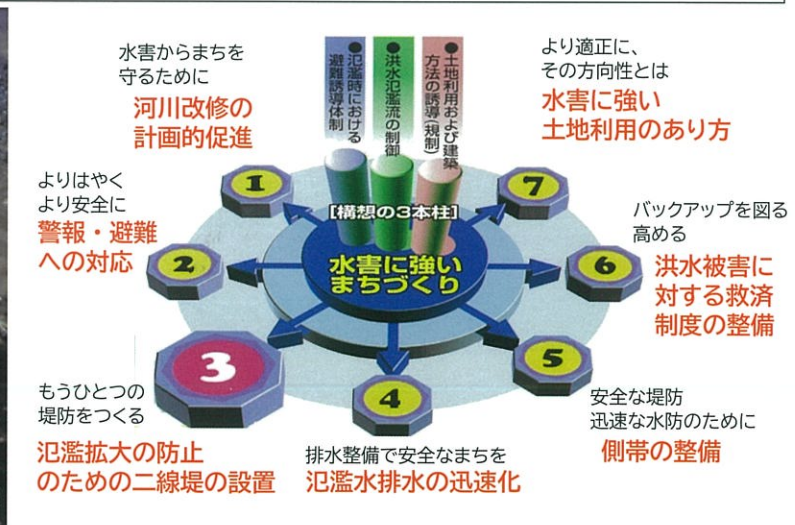 ●氾濫時における
避難誘導体制
●洪水氾濫流の制御
●土地利用および建築
方法の誘導(規制)
[構想の3本柱]
水害に強い
まちづくり
1
水害からまちを
守るために
河川改修の
計画的促進
2
よりはやく
より安全に
警報・避難
への対応
3
もうひとつの
堤防をつくる
氾濫拡大の防止
のための二線堤の設置
4
排水整備で安全なまちを
氾濫水排水の迅速化
5
安全な堤防
迅速な水防のために
側帯の整備
6
バックアップを図る
高める
洪水被害に
対する救済
制度の整備
7
より適正に、
その方向性とは
水害に強い
土地利用のあり方